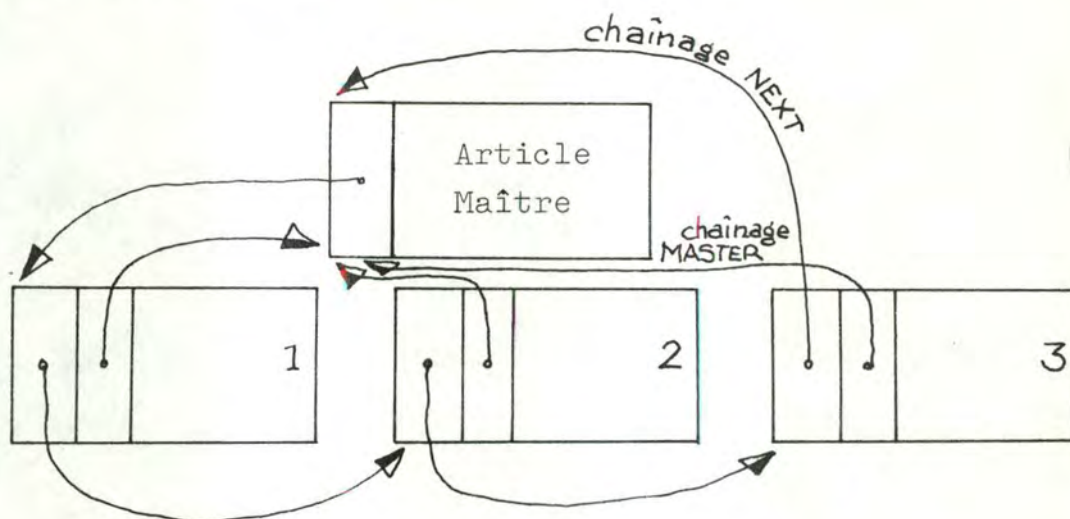 chaînage NEXT
Article
Maître
chaînage
MASTER
1
2
3